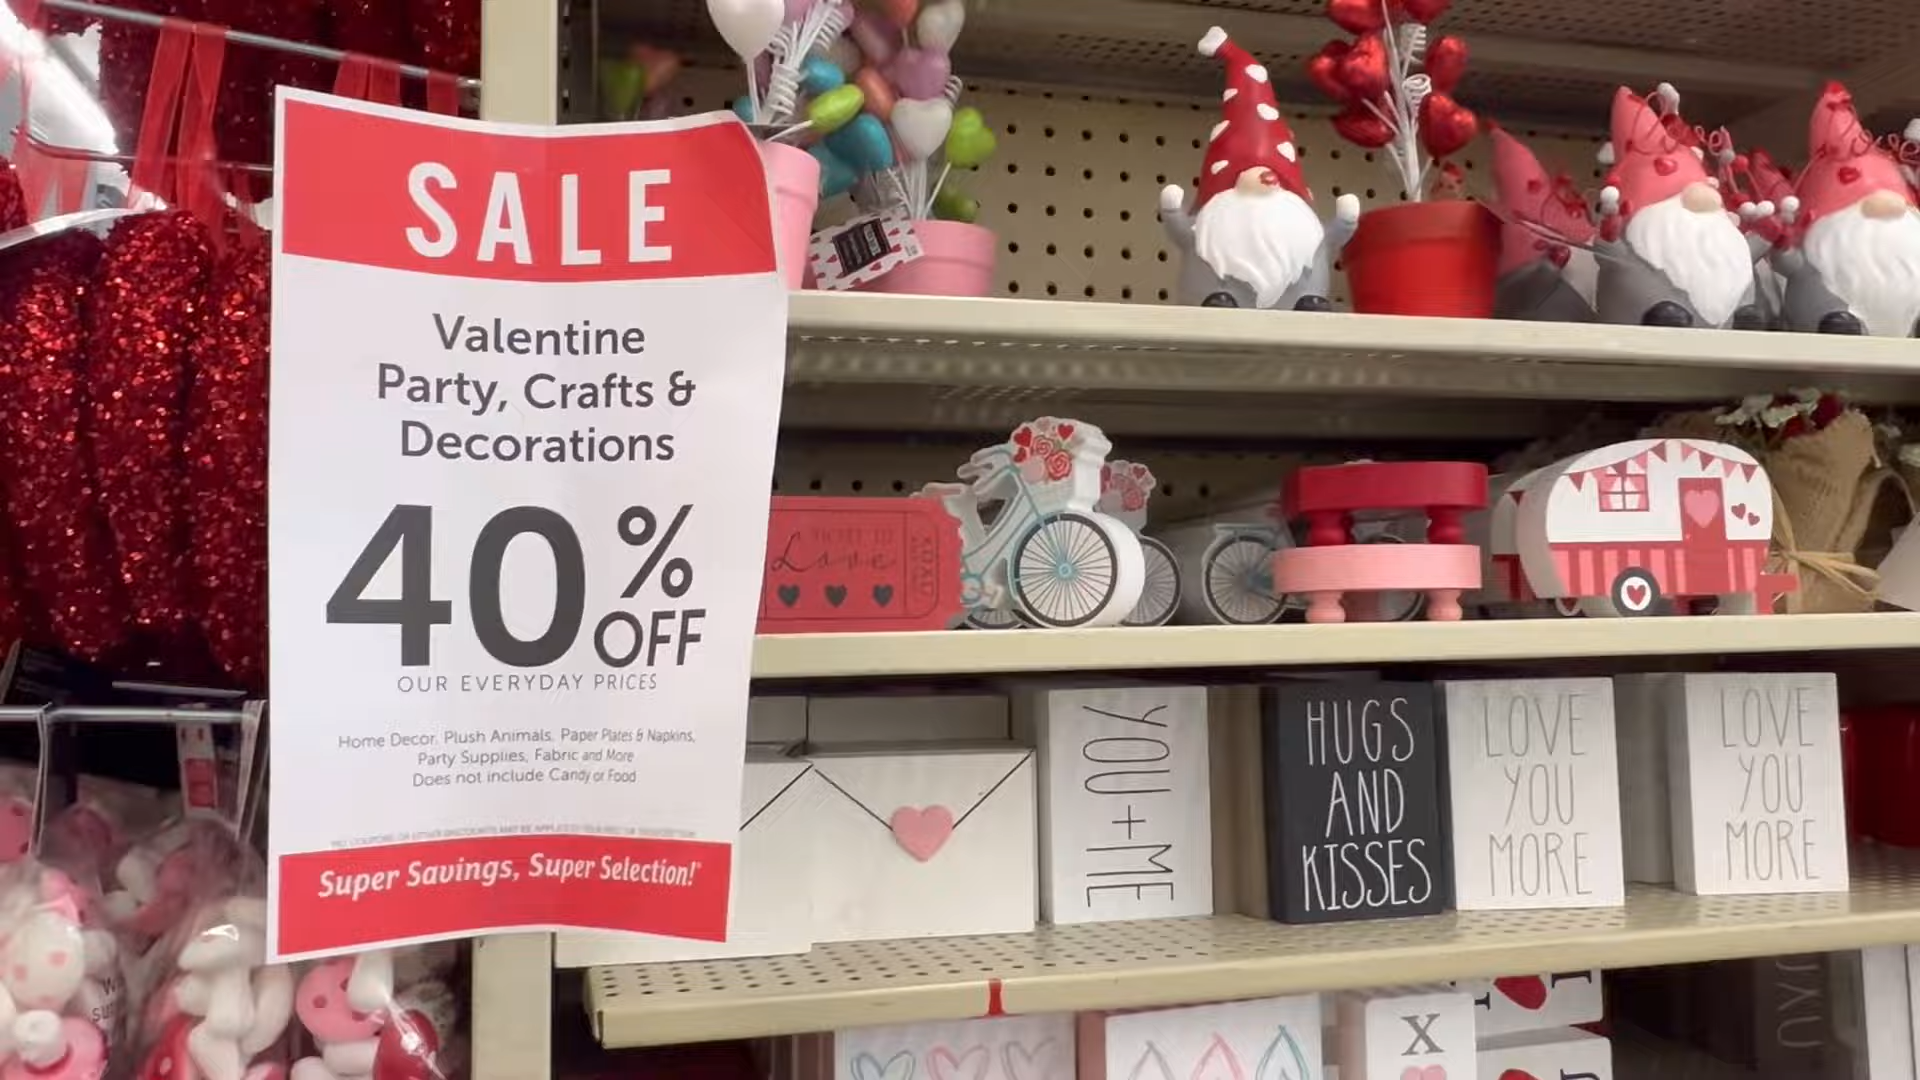 SALE
Valentine
Party, Crafts &
Decorations
40% OFF
OUR EVERYDAY PRICES
Home Decor, Plush Animals, Paper Plates & Napkins,
Party Supplies, Fabric and More
Does not include Candy or Food
Super Savings, Super Selection!
TICKET TO
Love
YOU+ME
HUGS
AND
KISSES
LOVE
YOU
MORE
LOVE
YOU
MORE
X